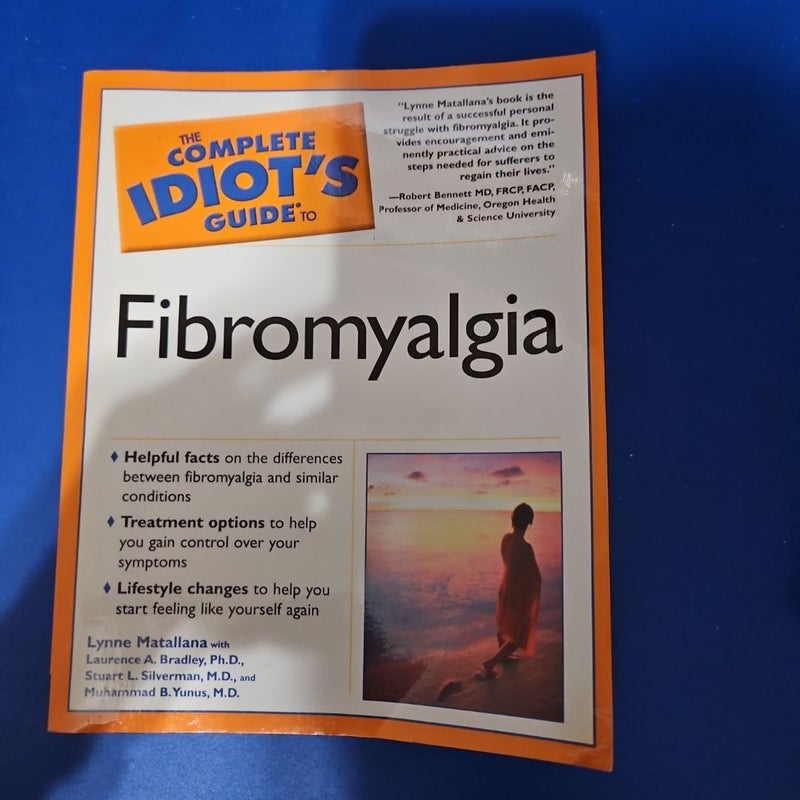 THE
COMPLETE
IDIOT'S
GUIDE® TO
"Lynne Matallana's book is the
result of a successful personal
struggle with fibromyalgia. It pro-
vides encouragement and emi-
nently practical advice on the
steps needed for sufferers to
regain their lives."
—Robert Bennett MD, FRCP, FACP,
Professor of Medicine, Oregon Health
& Science University
Fibromyalgia
♦ Helpful facts on the differences
between fibromyalgia and similar
conditions
♦ Treatment options to help
you gain control over your
symptoms
♦ Lifestyle changes to help you
start feeling like yourself again
Lynne Matallana with
Laurence A. Bradley, Ph.D.,
Stuart L. Silverman, M.D., and
Muhammad B. Yunus, M.D.